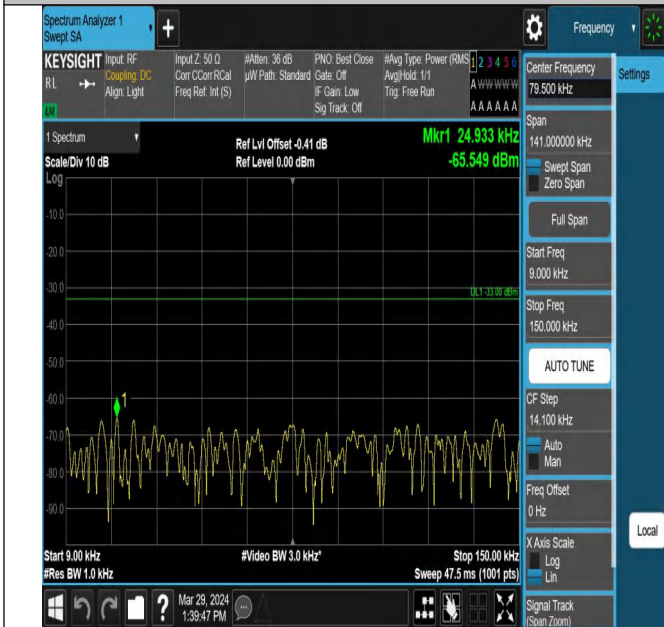 Spectrum Analyzer 1
Swept SA
+
Frequency
KEYSIGHT
RL
LXI
Input: RF
Coupling: DC
Align: Light
Input Z: 50 Ω
Corr CCorr RCal
Freq Ref: Int (S)
#Atten: 36 dB
µW Path: Standard
PNO: Best Close
Gate: Off
IF Gain: Low
Sig Track: Off
#Avg Type: Power (RMS
Avg|Hold: 1/1
Trig: Free Run
1 2 3 4 5 6
A W W W W W
A A A A A A
1 Spectrum
Scale/Div 10 dB
Ref Lvl Offset -0.41 dB
Ref Level 0.00 dBm
Mkr1 24.933 kHz
-65.549 dBm
Log
-10.0
-20.0
-30.0
-40.0
-50.0
-60.0
-70.0
-80.0
-90.0
DL1 -33.00 dBm
1
Start 9.00 kHz
#Res BW 1.0 kHz
#Video BW 3.0 kHz*
Stop 150.00 kHz
Sweep 47.5 ms (1001 pts)
Mar 29, 2024
1:39:47 PM
?
Center Frequency
79.500 kHz
Settings
Span
141.000000 kHz
Swept Span
Zero Span
Full Span
Start Freq
9.000 kHz
Stop Freq
150.000 kHz
AUTO TUNE
CF Step
14.100 kHz
Auto
Man
Freq Offset
0 Hz
Local
X Axis Scale
Log
Lin
Signal Track
(Span Zoom)